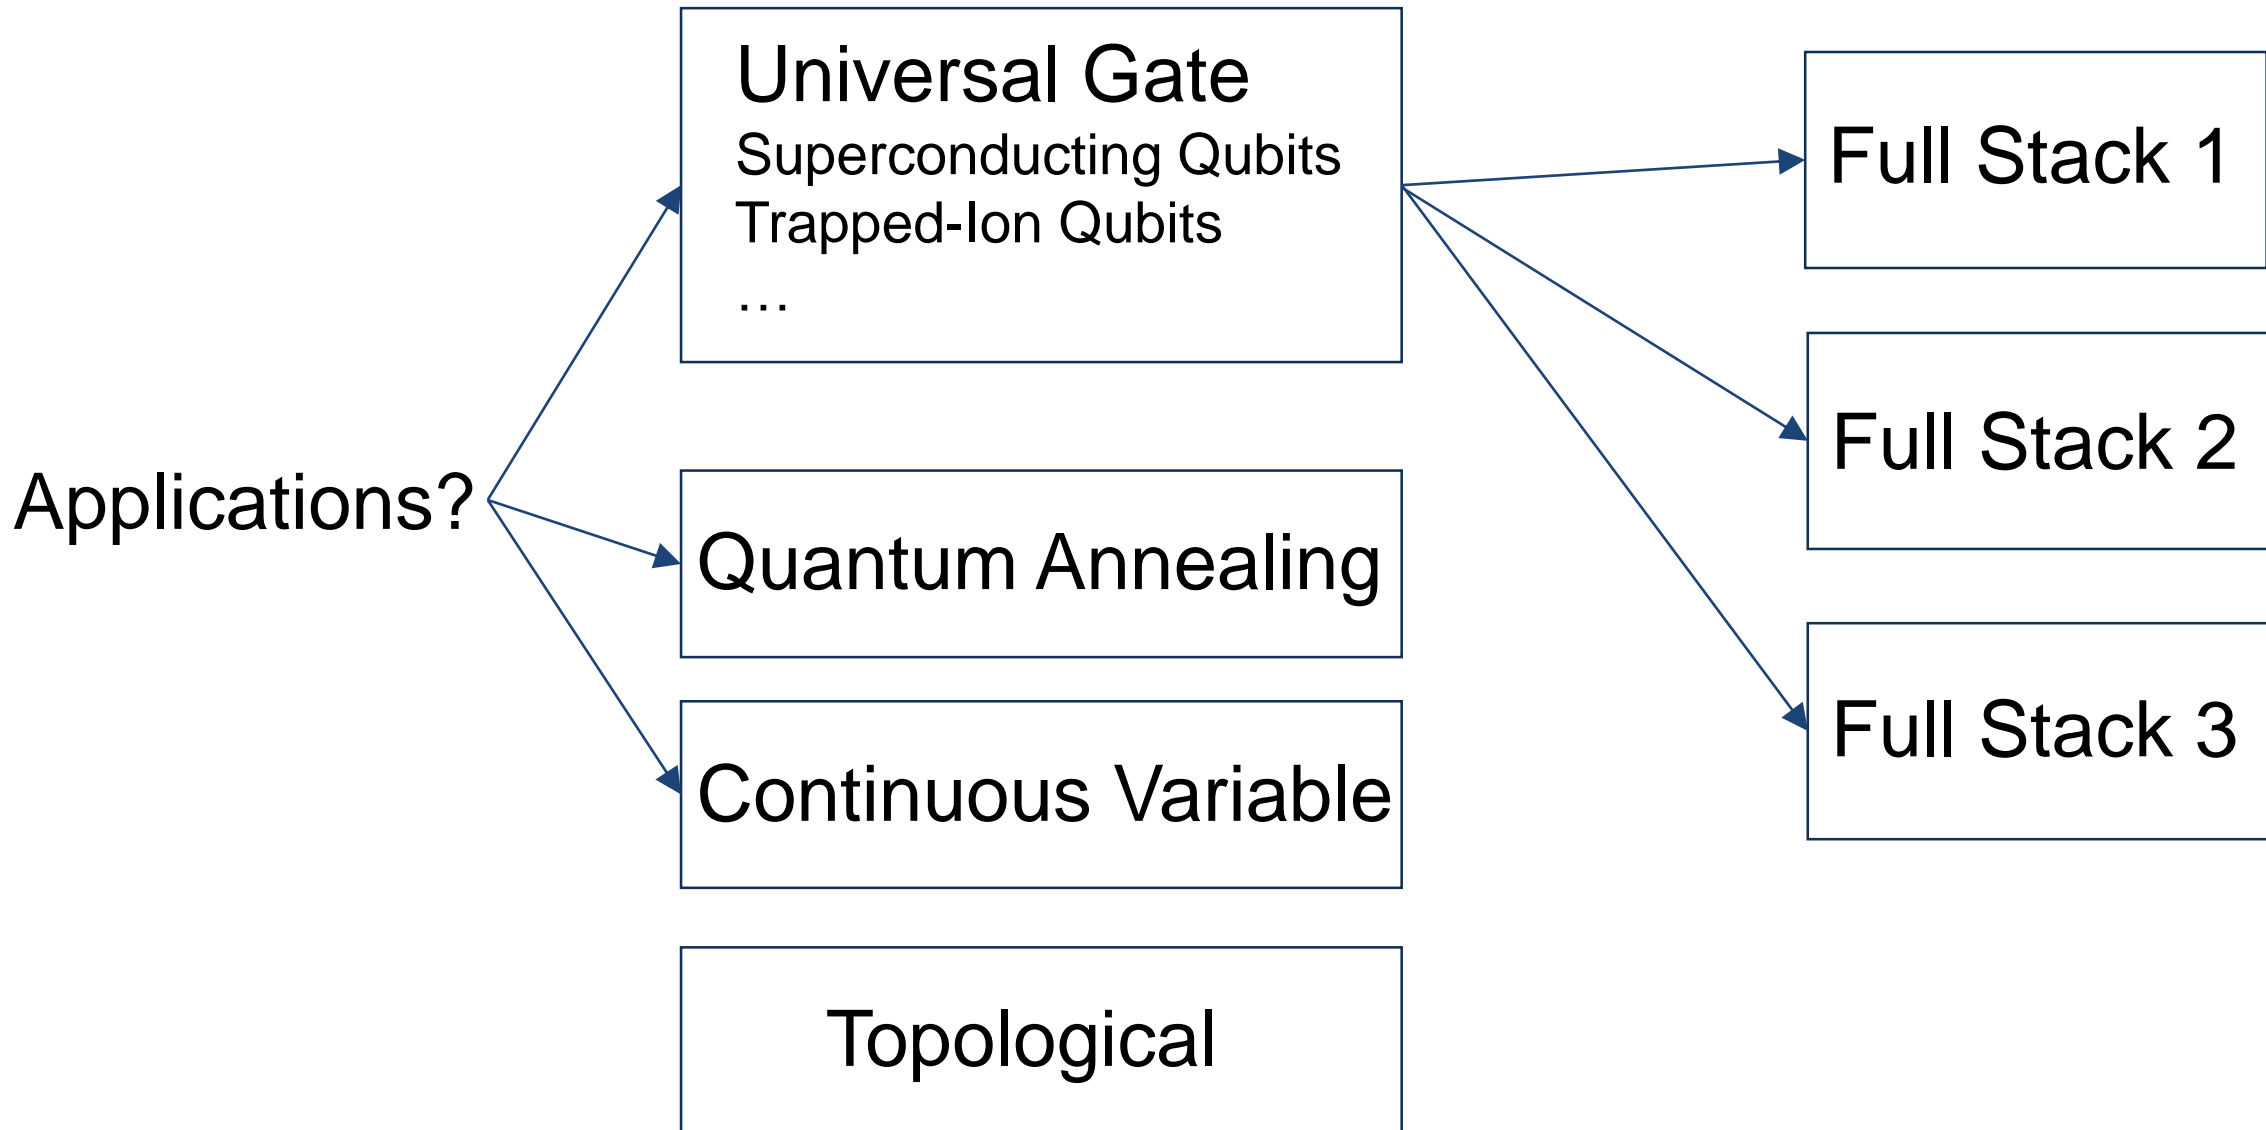 Universal Gate
Superconducting Qubits
Trapped-Ion Qubits
…
Applications?
Quantum Annealing
Continuous Variable
Topological
Full Stack 1
Full Stack 2
Full Stack 3